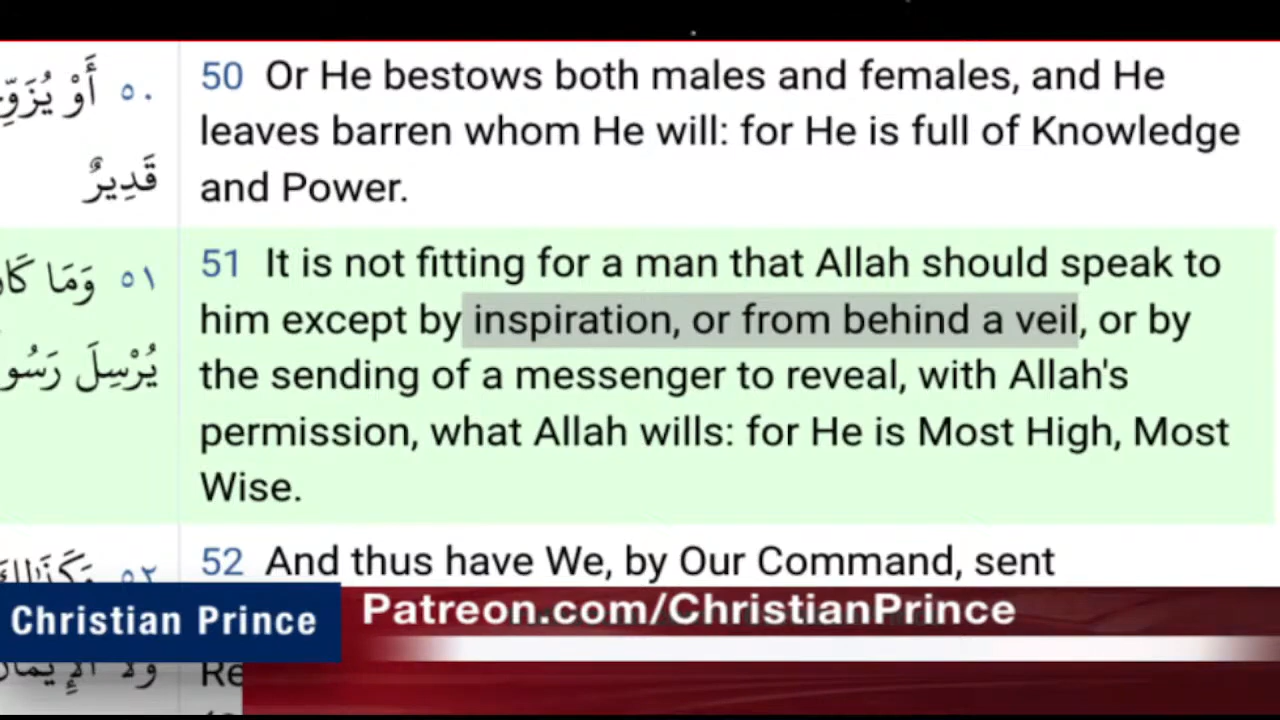 50 Or He bestows both males and females, and He
leaves barren whom He will: for He is full of Knowledge
and Power.
٥٠ أَوْ يُزَوِّ
قَدِيرٌ
51 It is not fitting for a man that Allah should speak to
him except by inspiration, or from behind a veil, or by
the sending of a messenger to reveal, with Allah's
permission, what Allah wills: for He is Most High, Most
Wise.
٥١ وَمَا كَا
يُرْسِلَ رَسُو
52 And thus have We, by Our Command, sent
٥٢
Re
Christian Prince
Patreon.com/ChristianPrince